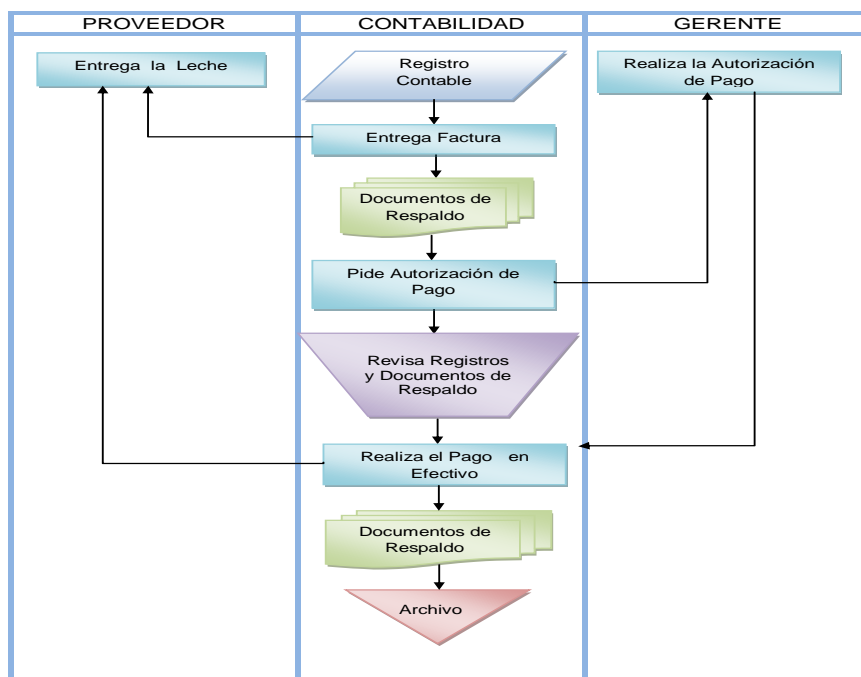 PROVEEDOR
CONTABILIDAD
GERENTE
Entrega la Leche
Registro
Contable
Realiza la Autorización
de Pago
Entrega Factura
Documentos de
Respaldo
Pide Autorización de
Pago
Revisa Registros
y Documentos de
Respaldo
Realiza el Pago en
Efectivo
Documentos de
Respaldo
Archivo